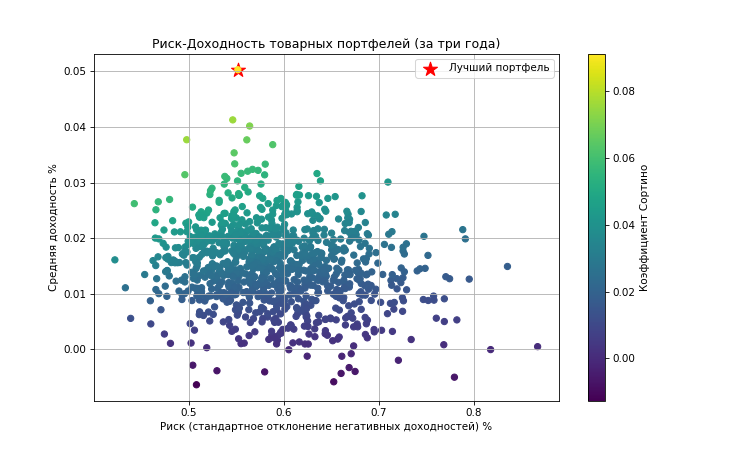 Риск-Доходность товарных портфелей (за три года)
Лучший портфель
Средняя доходность %
0.05
0.04
0.03
0.02
0.01
0.00
0.5 0.6 0.7 0.8
Риск (стандартное отклонение негативных доходностей) %
0.08
0.06
0.04
0.02
0.00
Коэффициент Сортино